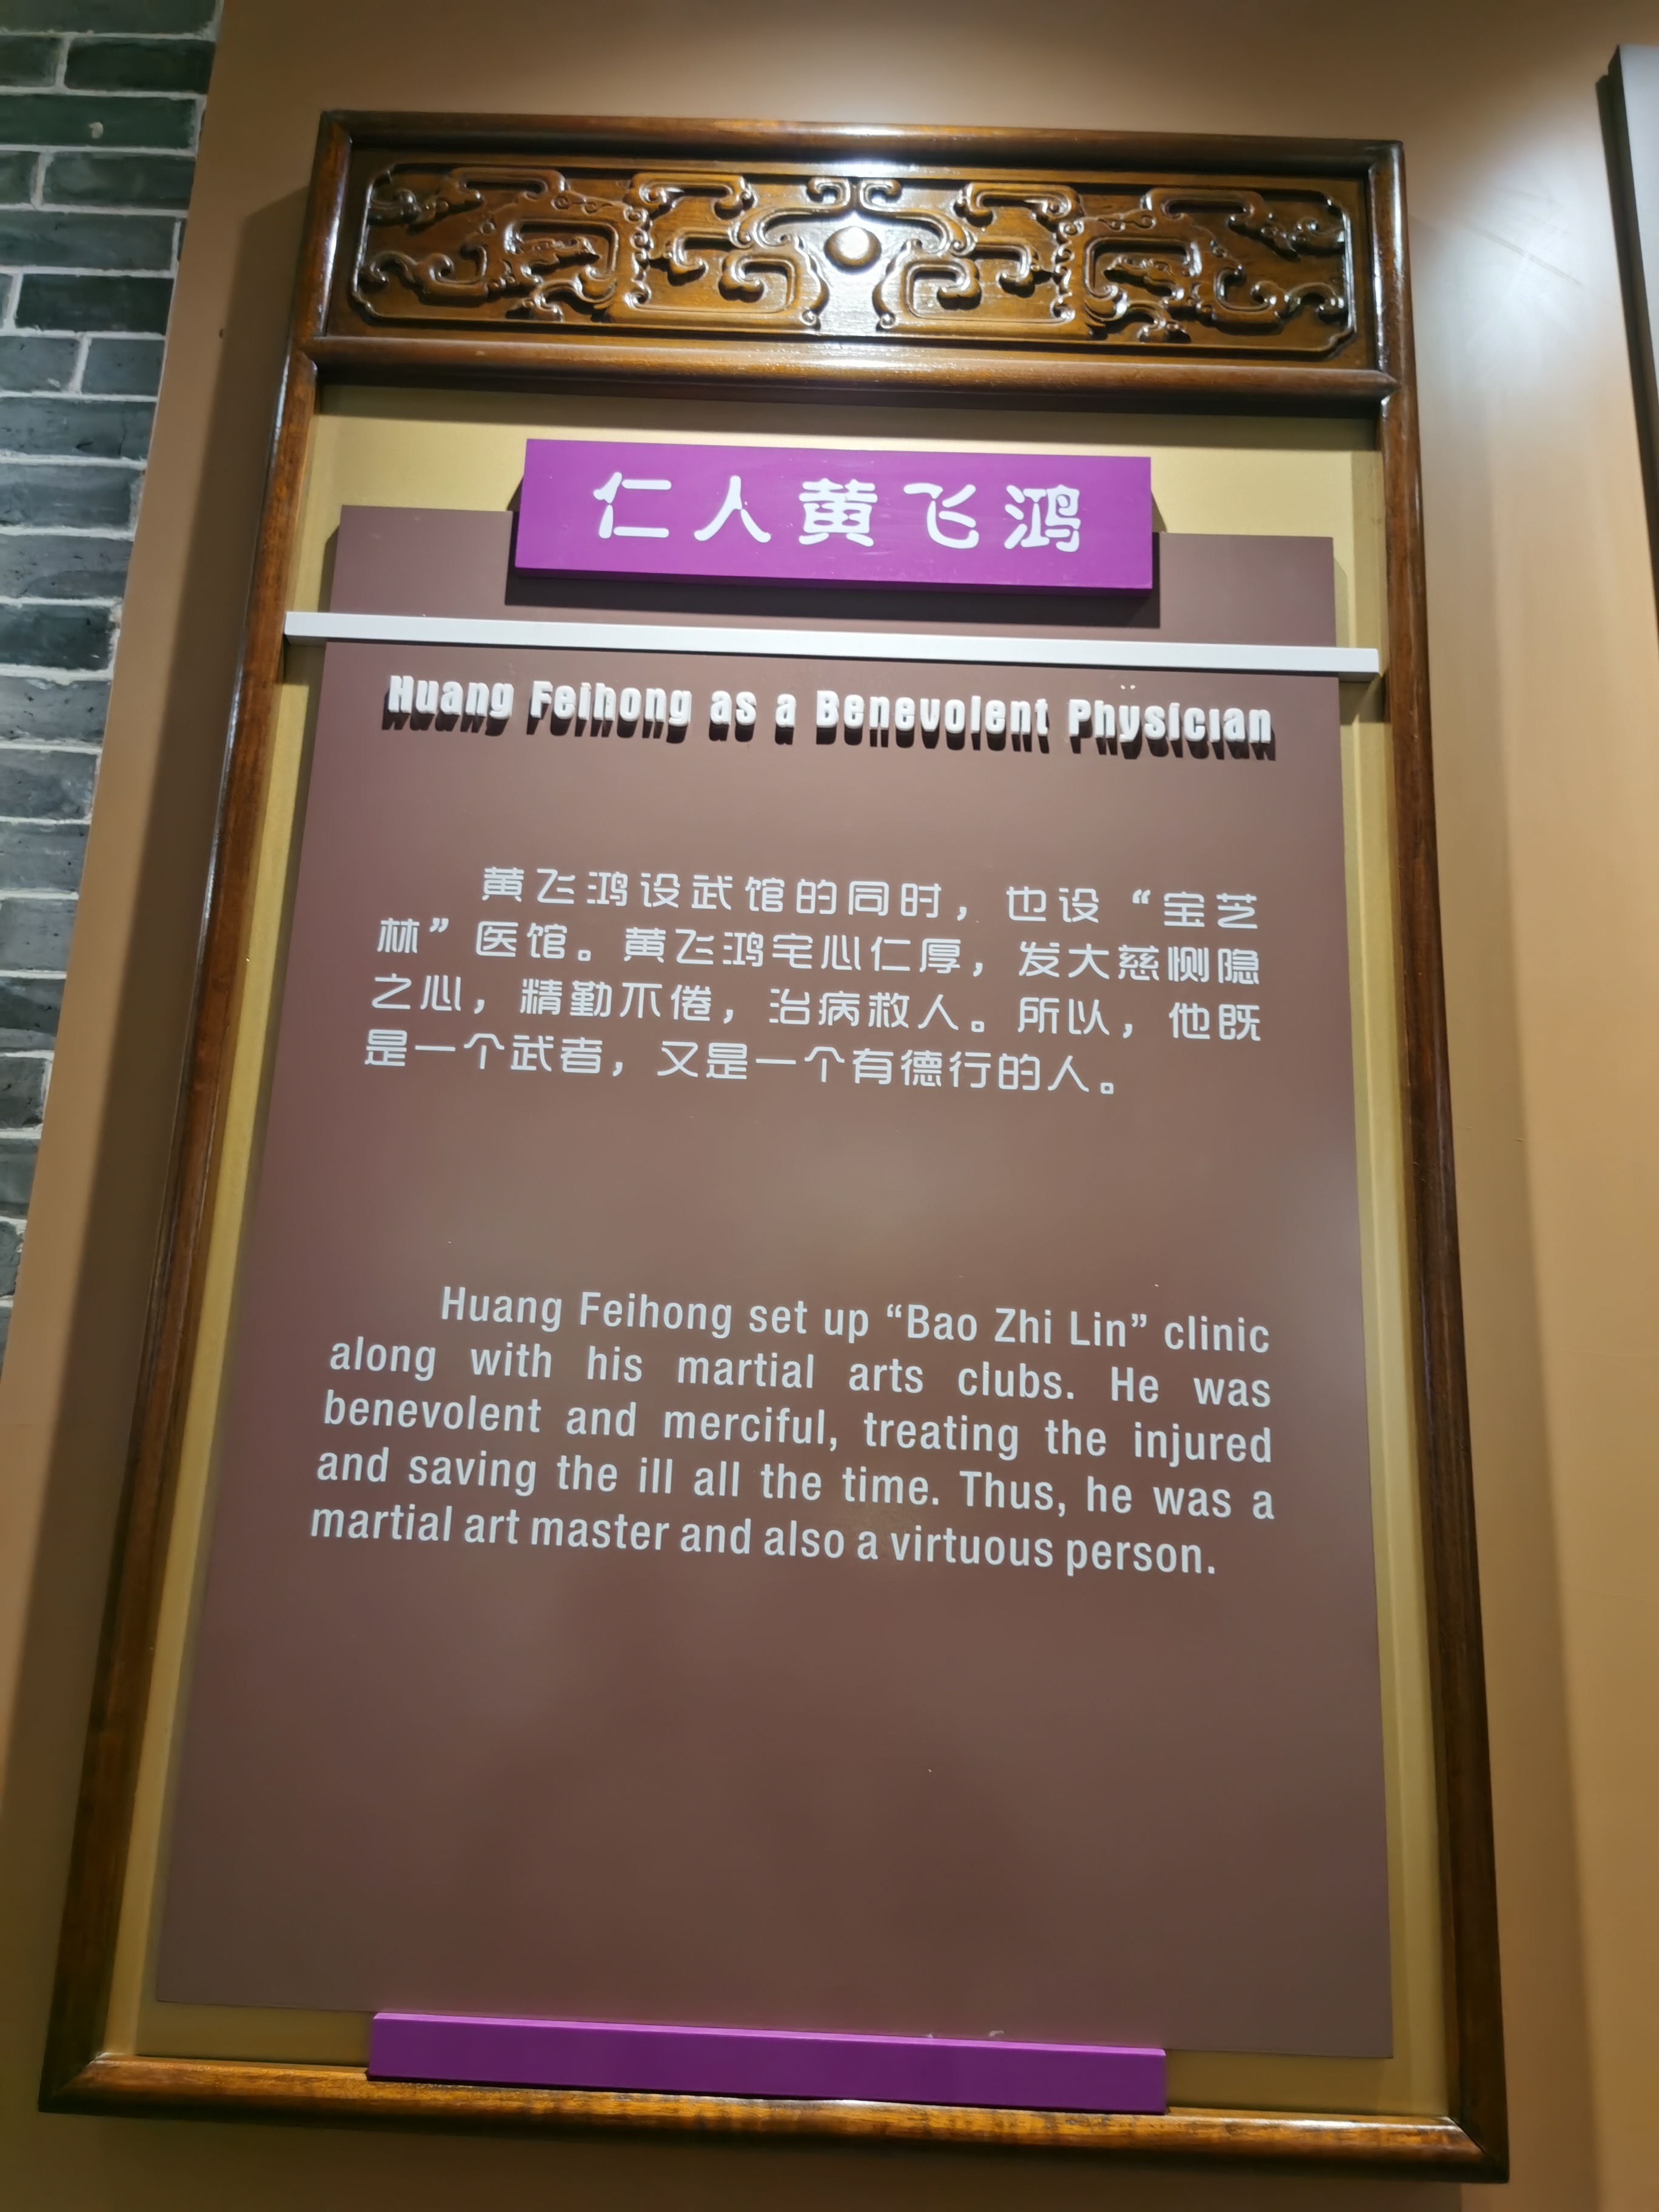 仁人黄飞鸿
Huang Feihong as a Benevolent Physician
黄飞鸿设武馆的同时，也设“宝芝
林”医馆。黄飞鸿宅心仁厚，发大慈恻隐
之心，精勤不倦，治病救人。所以，他既
是一个武者，又是一个有德行的人。
Huang Feihong set up “Bao Zhi Lin” clinic
along with his martial arts clubs. He was
benevolent and merciful, treating the injured
and saving the ill all the time. Thus, he was a
martial art master and also a virtuous person.